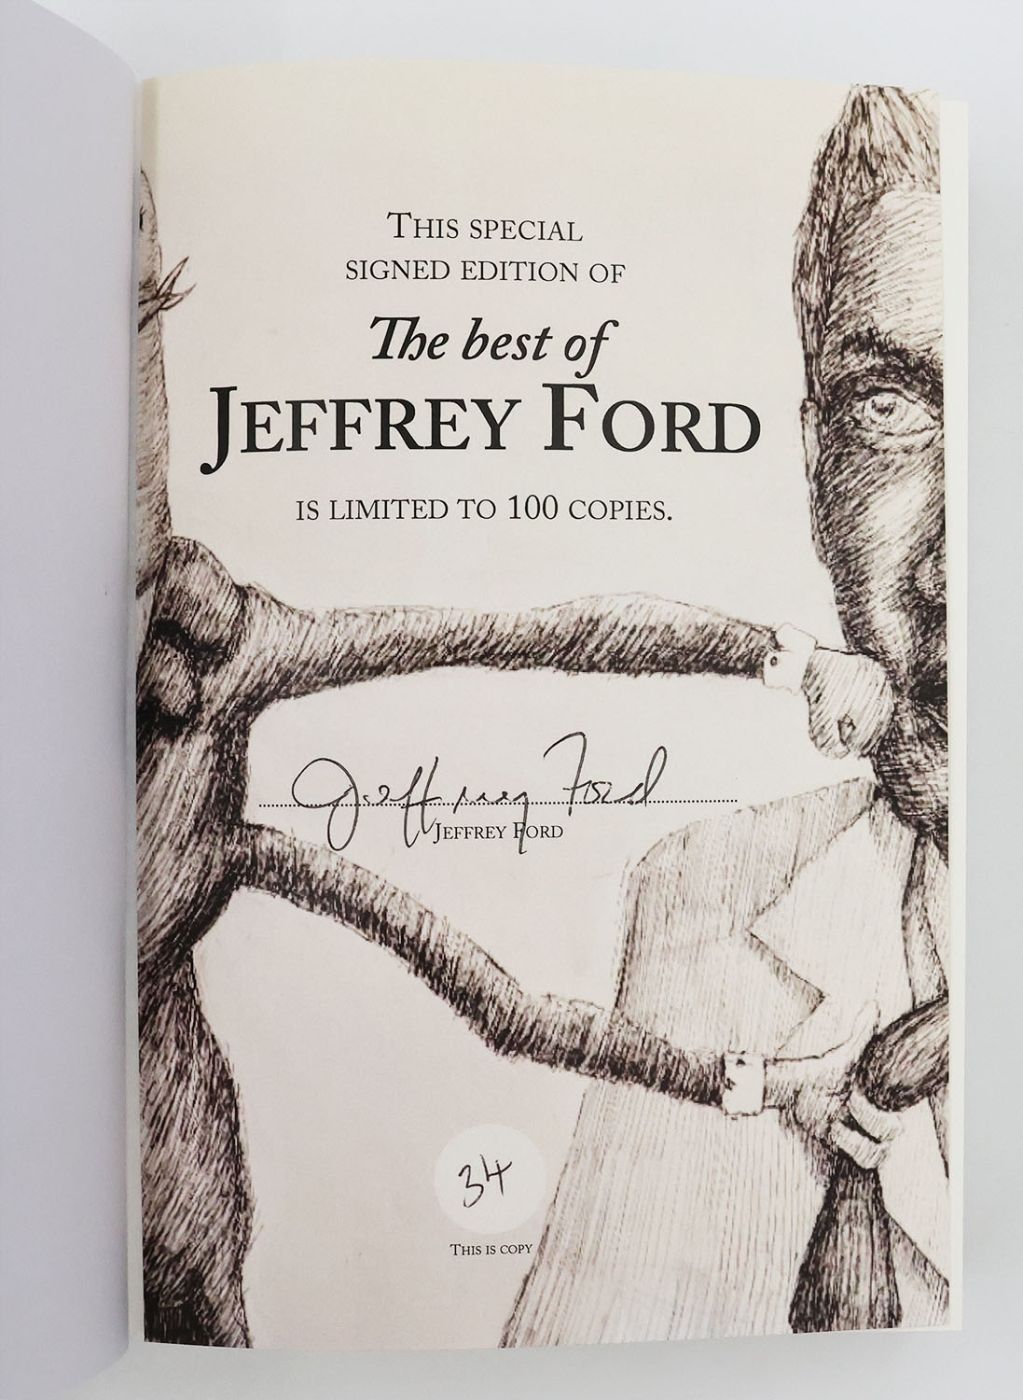 THIS SPECIAL
SIGNED EDITION OF
The best of
JEFFREY FORD
IS LIMITED TO 100 COPIES.
Jeffrey Ford
JEFFREY FORD
34
THIS IS COPY